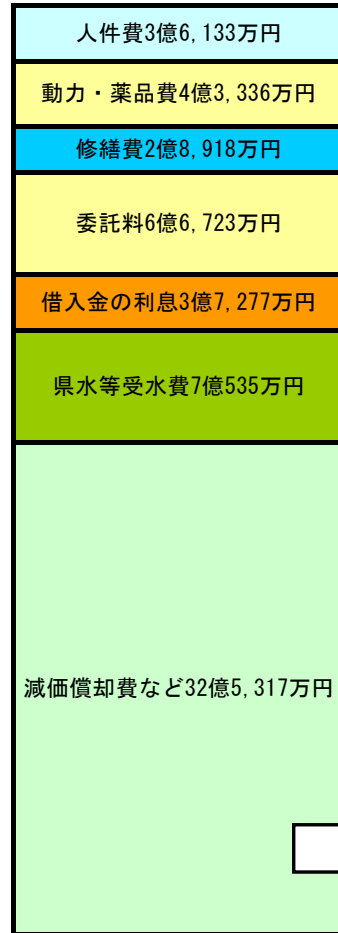 人件費3億6,133万円
動力・薬品費4億3,336万円
修繕費2億8,918万円
委託料6億6,723万円
借入金の利息3億7,277万円
県水等受水費7億535万円
減価償却費など32億5,317万円